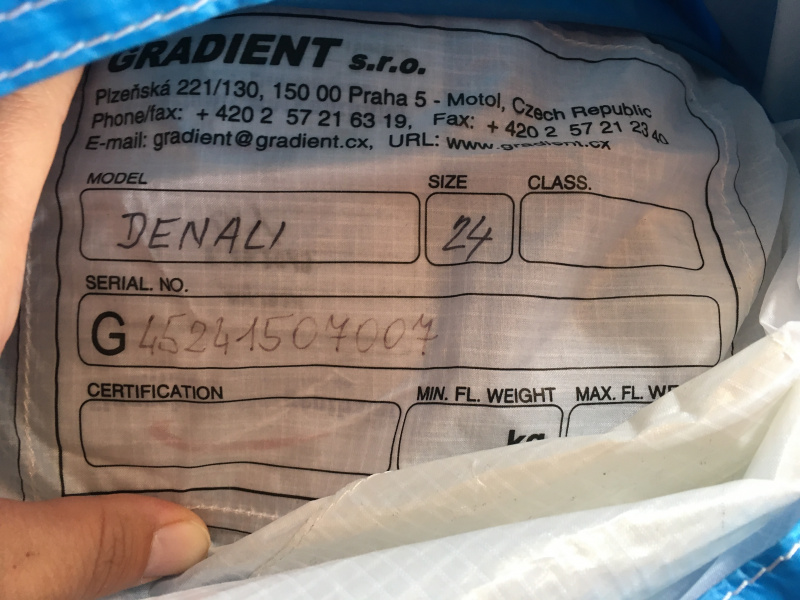 GRADIENT s.r.o.
Plzeňská 221/130, 150 00 Praha 5 - Motol, Czech Republic
Phone/fax: + 420 2 57 21 63 19, Fax: + 420 2 57 21 23 40
E-mail: gradient@gradient.cx, URL: www.gradient.cx
MODEL SIZE CLASS.
DENALI 24
SERIAL. NO.
G 45241507007
CERTIFICATION MIN. FL. WEIGHT MAX. FL.
kg